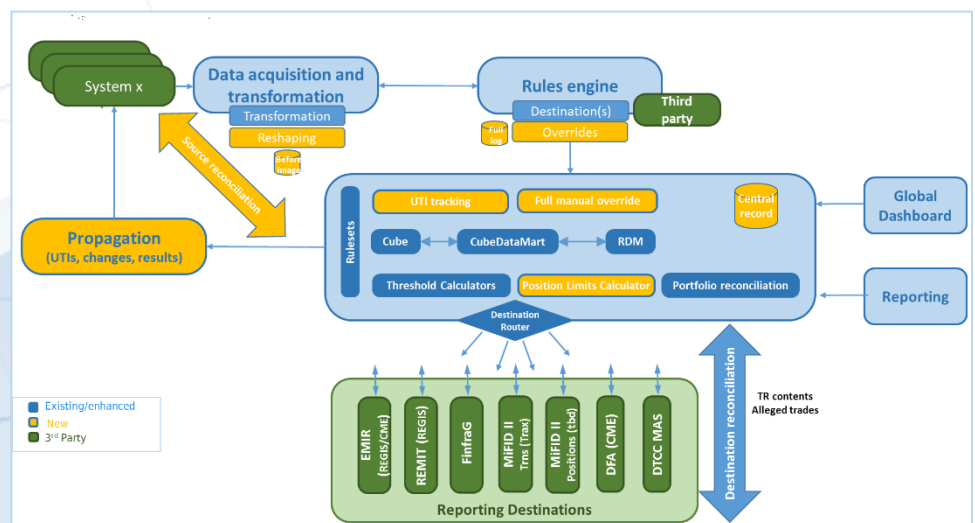 System x
Data acquisition and
transformation
Transformation
Reshaping
Before
image
Rules engine
Destination(s)
Overrides
Full
log
Third
party
Source reconciliation
Propagation
(UTIs, changes, results)
Rulesets
UTI tracking
Full manual override
Central
record
Cube
CubeDataMart
RDM
Threshold Calculators
Position Limits Calculator
Portfolio reconciliation
Global
Dashboard
Reporting
Destination
Router
Destination reconciliation
TR contents
Alleged trades
Existing/enhanced
New
3rd Party
EMIR
(REGIS/CME)
REMIT (REGIS)
FinfraG
MiFID II
Trns (Trax)
MiFID II
Positions (tbd)
DFA (CME)
DTCC MAS
Reporting Destinations